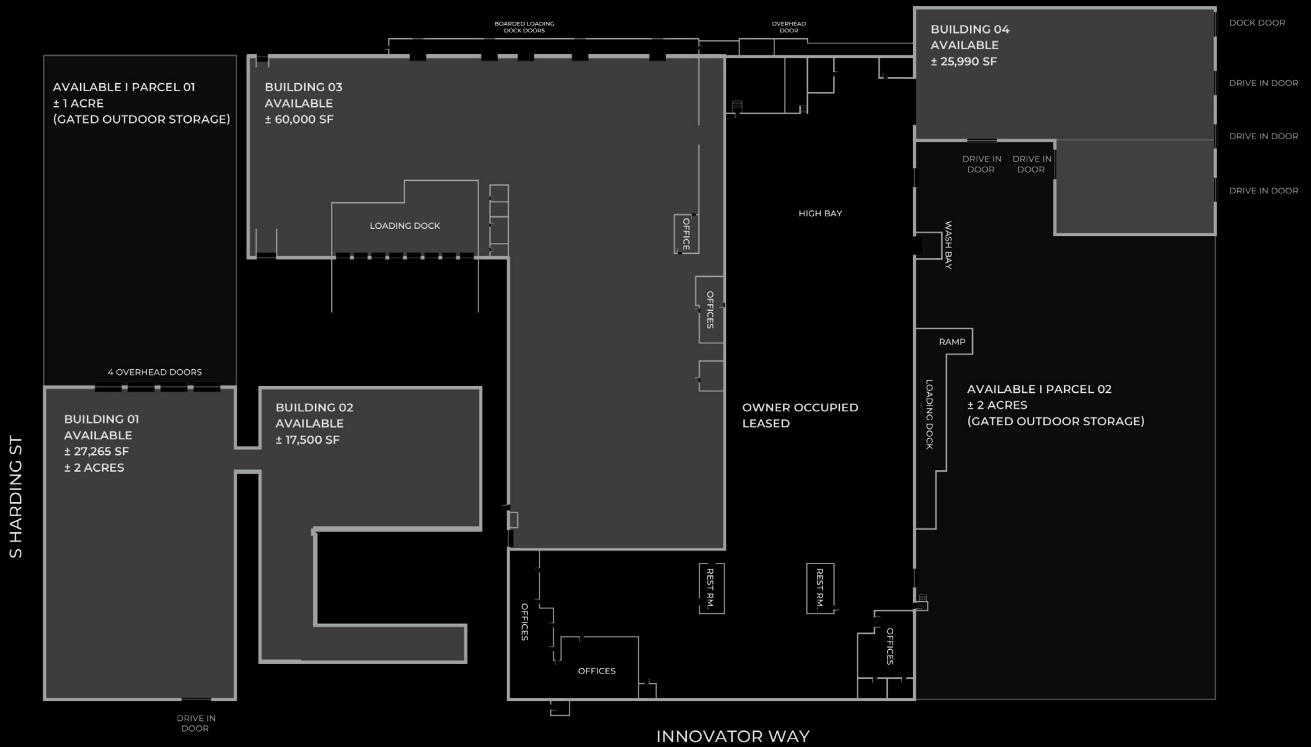 BOARDED LOADING
DOCK DOORS
OVERHEAD
DOOR
BUILDING 04
AVAILABLE
± 25,990 SF
DOCK DOOR
DRIVE IN DOOR
DRIVE IN DOOR
DRIVE IN DOOR
DRIVE IN
DOOR
DRIVE IN
DOOR
AVAILABLE I PARCEL 01
± 1 ACRE
(GATED OUTDOOR STORAGE)
BUILDING 03
AVAILABLE
± 60,000 SF
LOADING DOCK
OFFICE
OFFICES
HIGH BAY
WASH BAY
RAMP
LOADING DOCK
AVAILABLE I PARCEL 02
± 2 ACRES
(GATED OUTDOOR STORAGE)
OWNER OCCUPIED
LEASED
4 OVERHEAD DOORS
BUILDING 01
AVAILABLE
± 27,265 SF
± 2 ACRES
BUILDING 02
AVAILABLE
± 17,500 SF
S HARDING ST
REST RM.
REST RM.
OFFICES
OFFICES
OFFICES
DRIVE IN
DOOR
INNOVATOR WAY